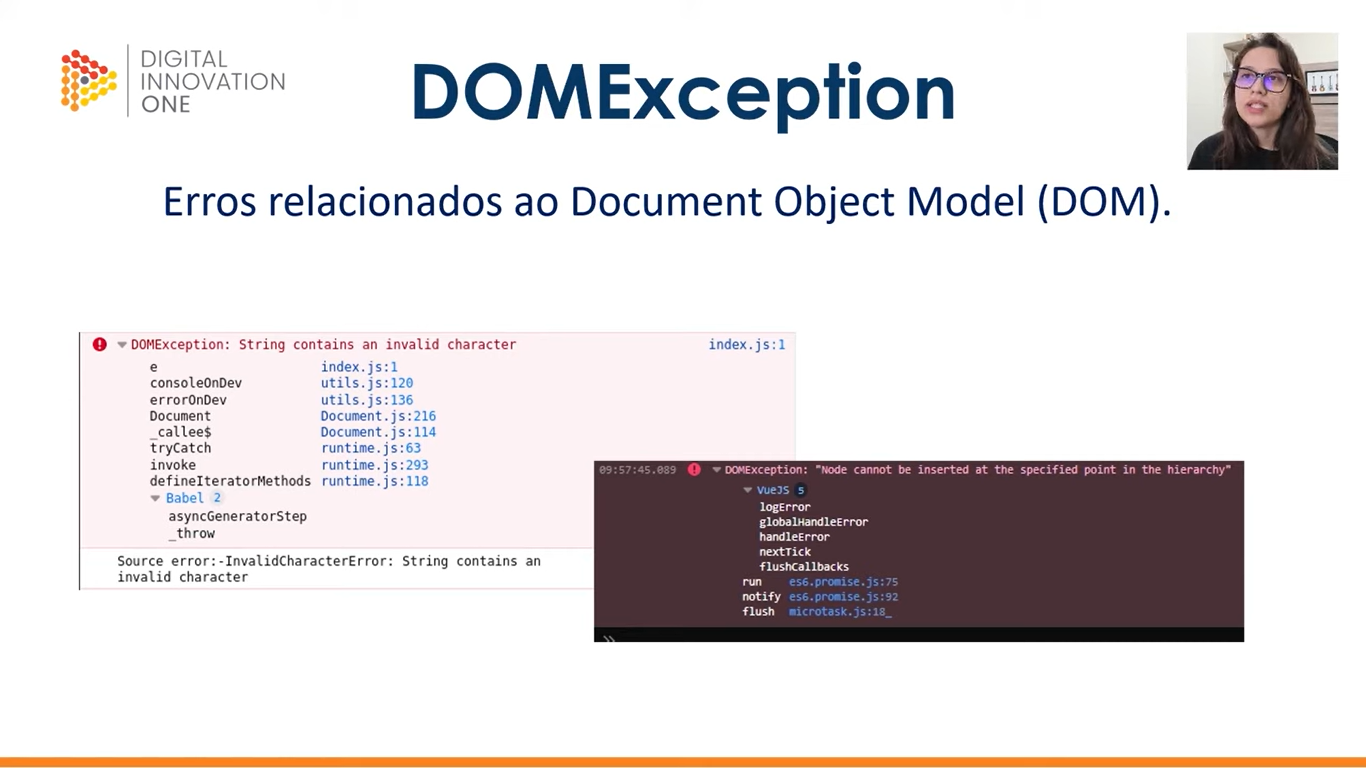 DIGITAL
INNOVATION
ONE
DOMException
Erros relacionados ao Document Object Model (DOM).
DOMException: String contains an invalid character index.js:1
e index.js:1
consoleOnDev utils.js:120
errorOnDev utils.js:136
Document Document.js:216
_callee$ Document.js:114
tryCatch runtime.js:63
invoke runtime.js:293
defineIteratorMethods runtime.js:118
Babel 2
asyncGeneratorStep
_throw
Source error:-InvalidCharacterError: String contains an
invalid character
09:57:45.089 DOMException: "Node cannot be inserted at the specified point in the hierarchy"
VueJS 5
logError
globalHandleError
handleError
nextTick
flushCallbacks
run es6.promise.js:75
notify es6.promise.js:92
flush microtask.js:18_